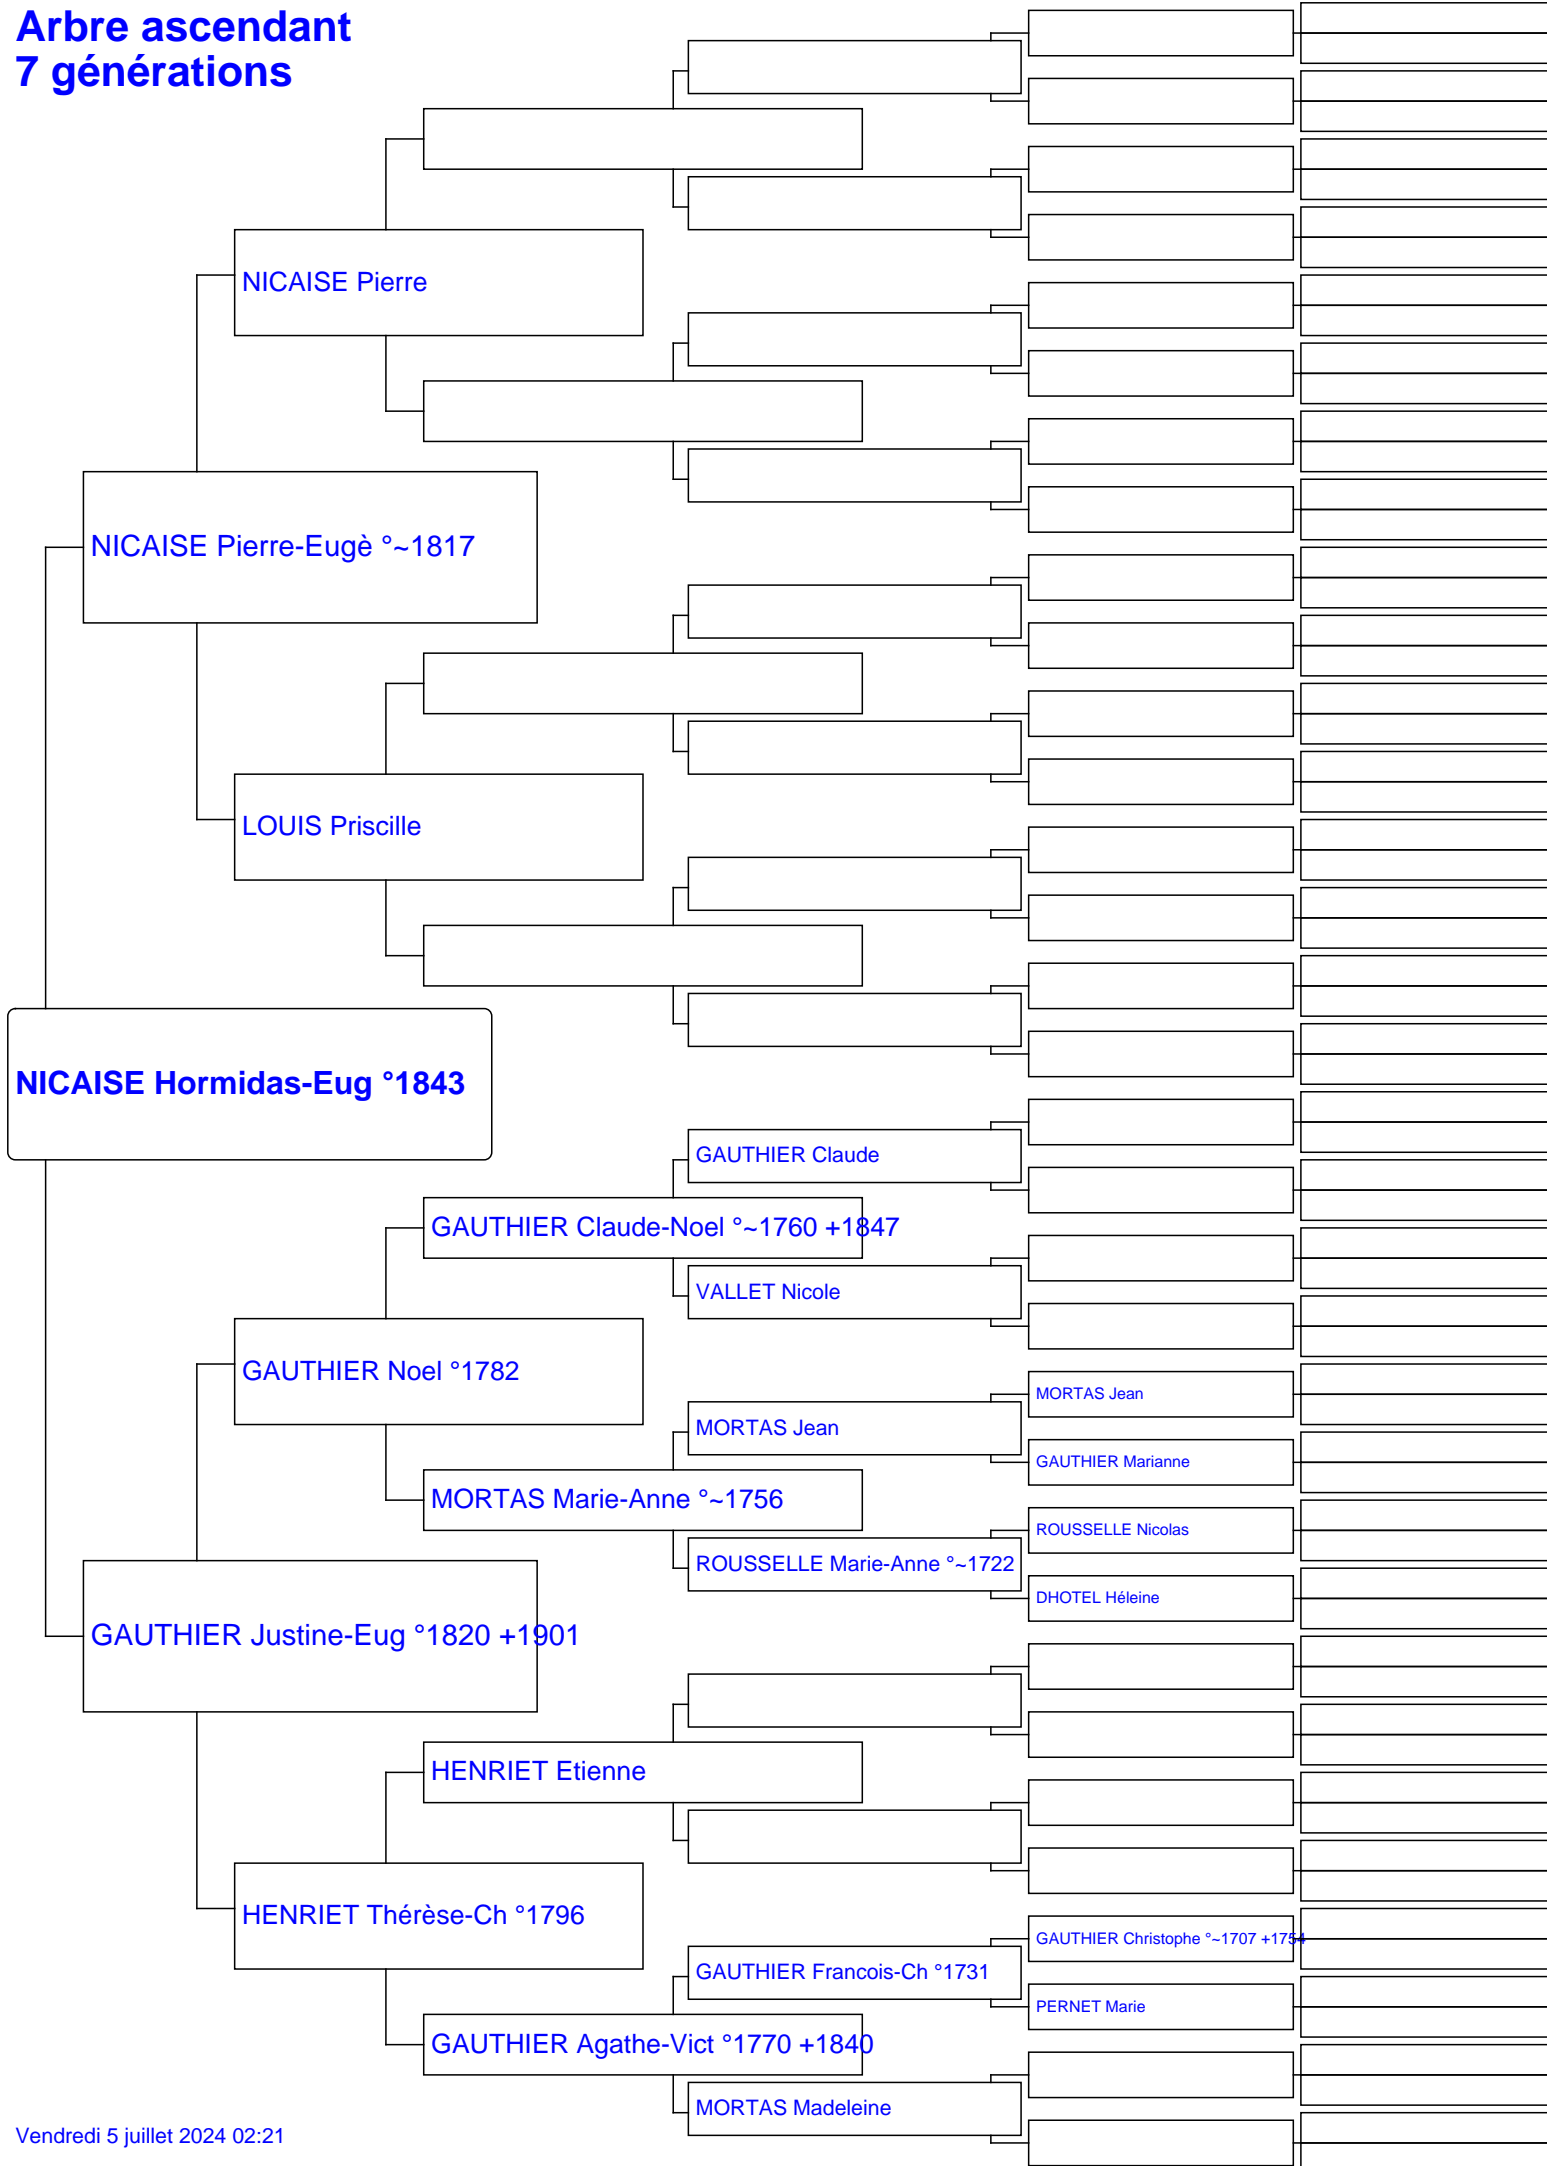 Arbre ascendant
7 générations
NICAISE Pierre
NICAISE Pierre-Eugè °~1817
LOUIS Priscille
NICAISE Hormidas-Eug °1843
GAUTHIER Claude
GAUTHIER Claude-Noel °~1760 +1847
VALLET Nicole
GAUTHIER Noel °1782
MORTAS Jean
MORTAS Jean
GAUTHIER Marianne
MORTAS Marie-Anne °~1756
ROUSSELLE Nicolas
ROUSSELLE Marie-Anne °~1722
DHOTEL Héleine
GAUTHIER Justine-Eug °1820 +1901
HENRIET Etienne
HENRIET Thérèse-Ch °1796
GAUTHIER Christophe °~1707 +1754
GAUTHIER Francois-Ch °1731
PERNET Marie
GAUTHIER Agathe-Vict °1770 +1840
MORTAS Madeleine
Vendredi 5 juillet 2024 02:21